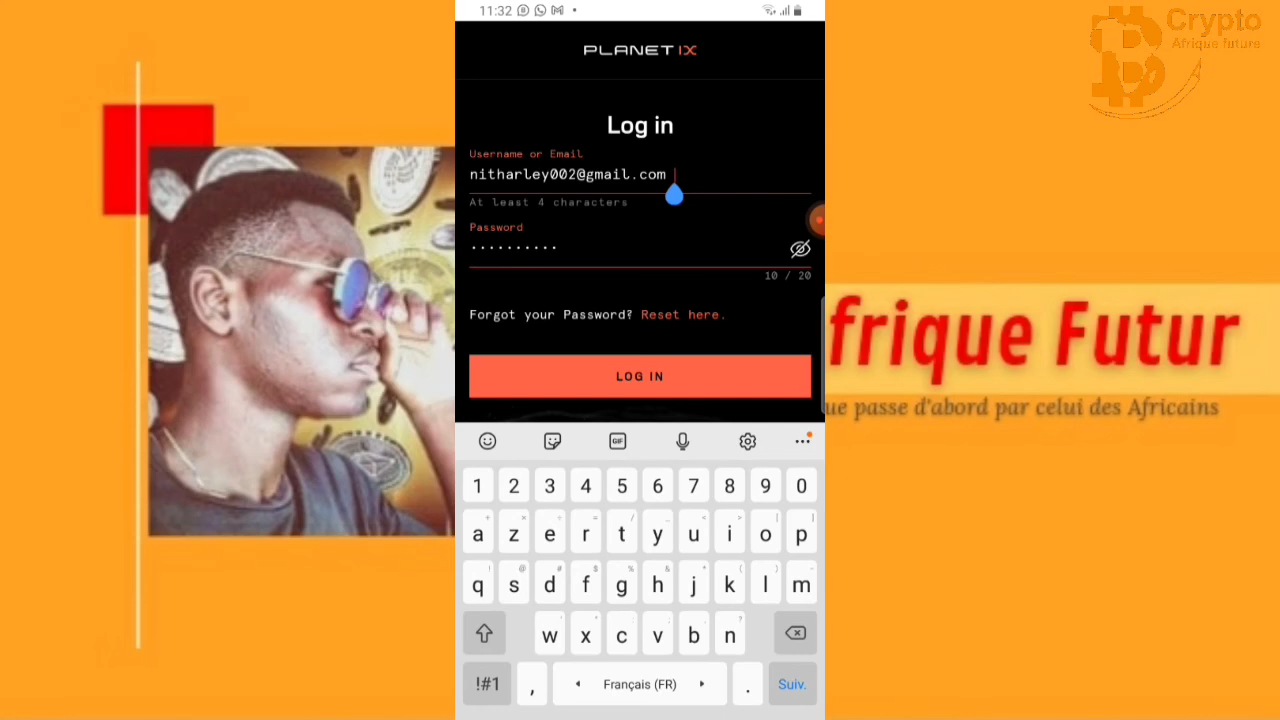 11:32
PLANET IX
Log in
Username or Email
nitharley002@gmail.com
At least 4 characters
Password
••••••••••
10 / 20
Forgot your Password? Reset here.
LOG IN
GIF
1 2 3 4 5 6 7 8 9 0
a z e r t y u i o p
q s d f g h j k l m
w x c v b n
!#1 , Français (FR) . Suiv.
Crypto
Afrique future
frique Futur
ue passe d'abord par celui des Africains